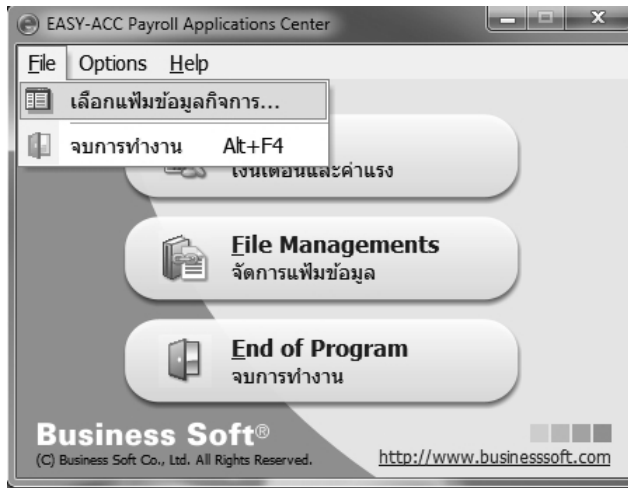 EASY-ACC Payroll Applications Center
File Options Help
เลือกแฟ้มข้อมูลกิจการ...
จบการทำงาน Alt+F4
เงินเดือนและค่าแรง
File Managements
จัดการแฟ้มข้อมูล
End of Program
จบการทำงาน
Business Soft®
(C) Business Soft Co., Ltd. All Rights Reserved.
http://www.businesssoft.com